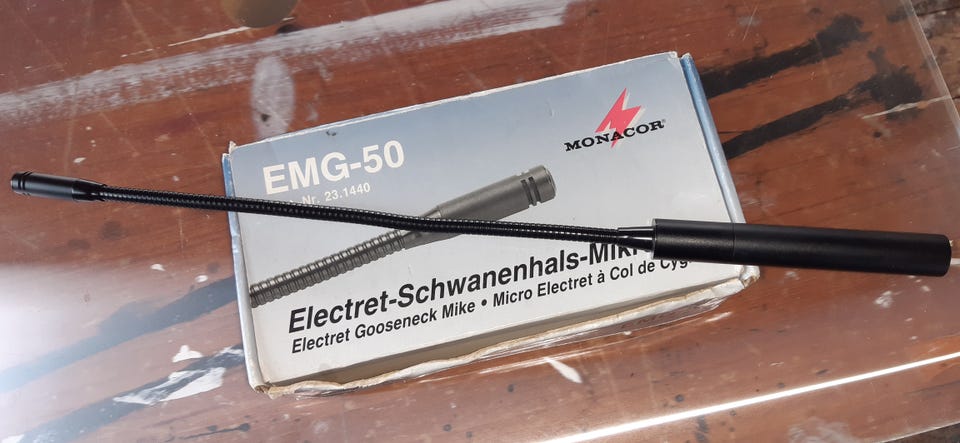 MONACOR®
EMG-50
Nr. 23.1440
Electret-Schwanenhals-Mik
Electret Gooseneck Mike • Micro Electret à Col de Cyg